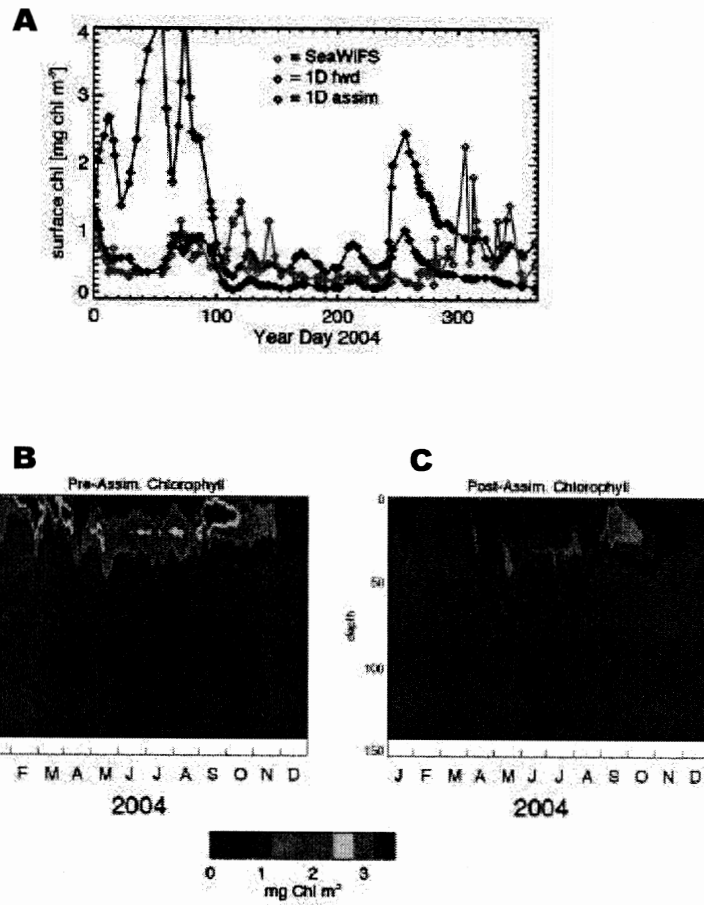 A
4
3
2
1
0
surface chl [mg chl m⁻³]
◇ = SeaWiFS
◇ = 1D fwd
◇ = 1D assim
0 100 200 300
Year Day 2004
B
Pre-Assim. Chlorophyll
F M A M J J A S O N D
2004
C
Post-Assim. Chlorophyll
0
50
100
150
depth
J F M A M J J A S O N D
2004
0 1 2 3
mg Chl m⁻³